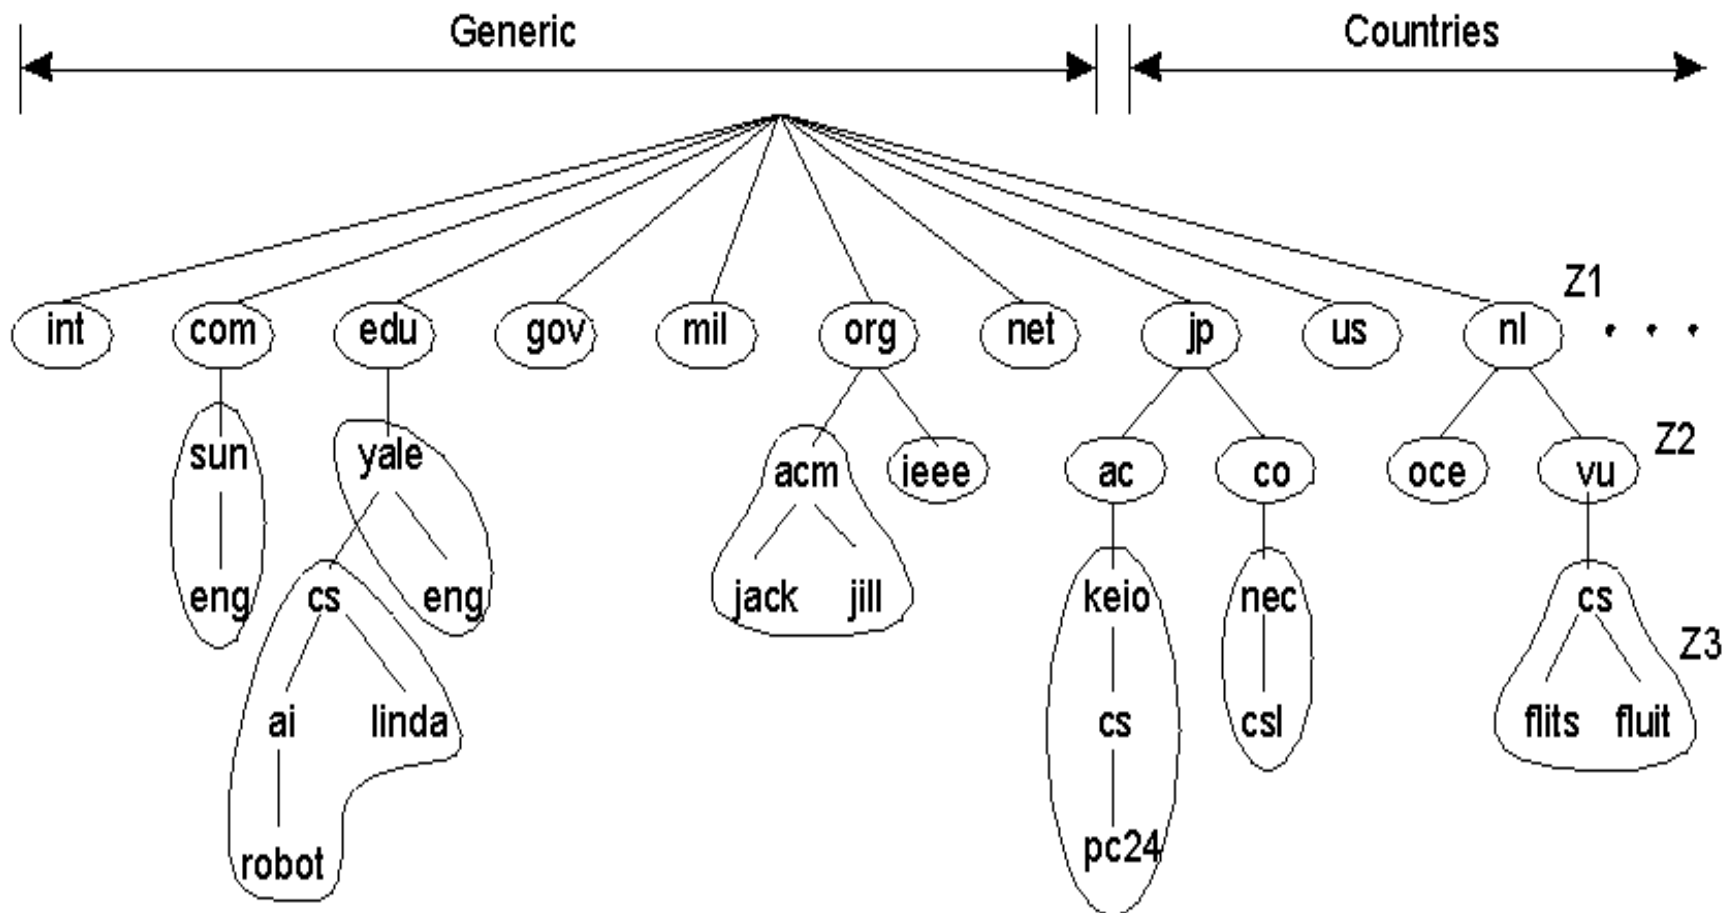 Generic Countries
Z1
int com edu gov mil org net jp us nl . . .
sun yale acm ieee ac co oce vu Z2
eng cs eng jack jill keio nec cs
Z3
ai linda cs csl flits fluit
robot pc24